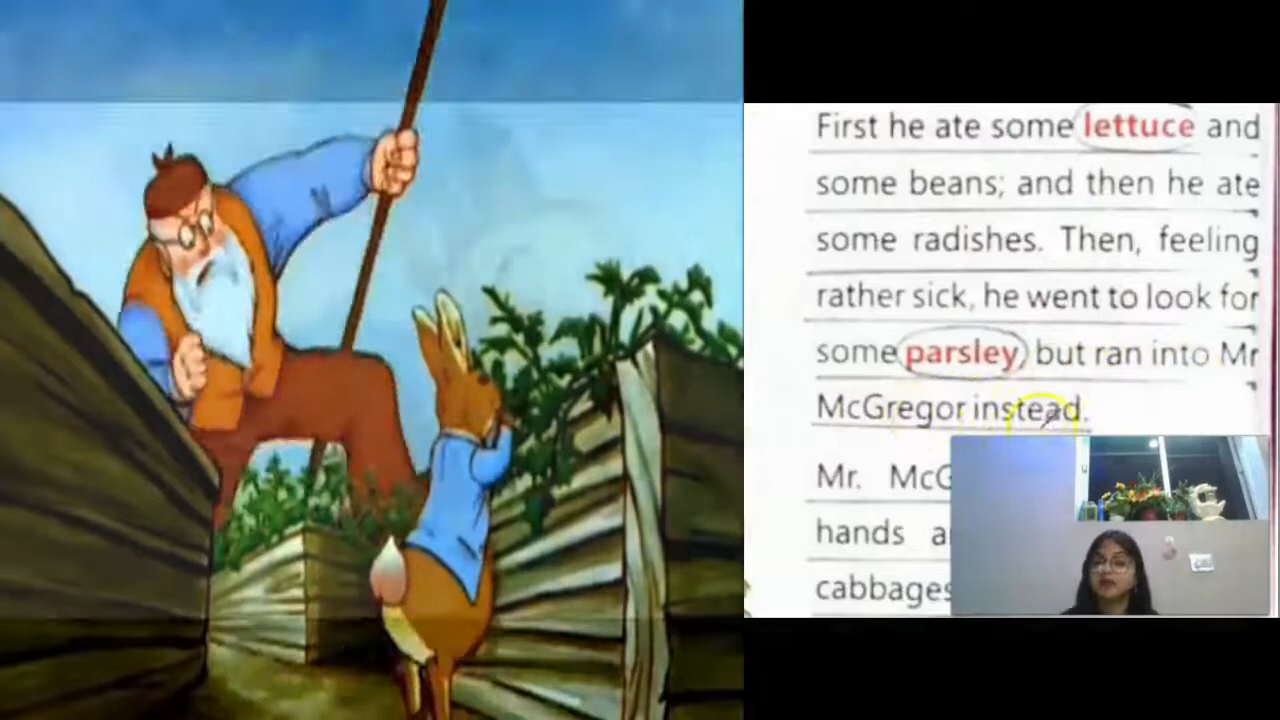 First he ate some lettuce and
some beans; and then he ate
some radishes. Then, feeling
rather sick, he went to look for
some parsley, but ran into Mr
McGregor instead.
Mr.
hands
cabbages